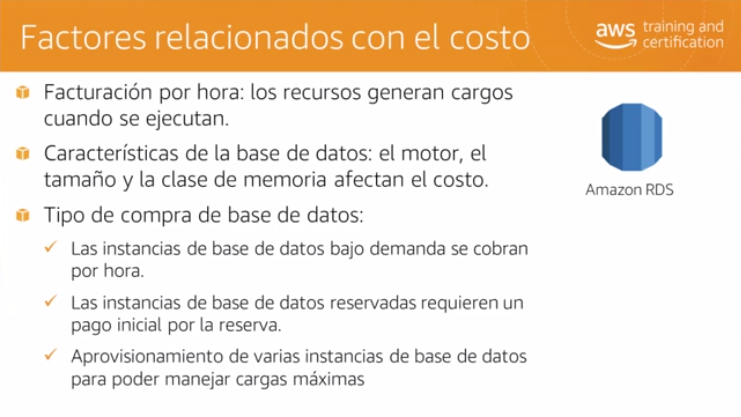 Factores relacionados con el costo
aws training and
certification
Facturación por hora: los recursos generan cargos
cuando se ejecutan.
Características de la base de datos: el motor, el
tamaño y la clase de memoria afectan el costo.
Tipo de compra de base de datos:
Las instancias de base de datos bajo demanda se cobran
por hora.
Las instancias de base de datos reservadas requieren un
pago inicial por la reserva.
Aprovisionamiento de varias instancias de base de datos
para poder manejar cargas máximas
Amazon RDS